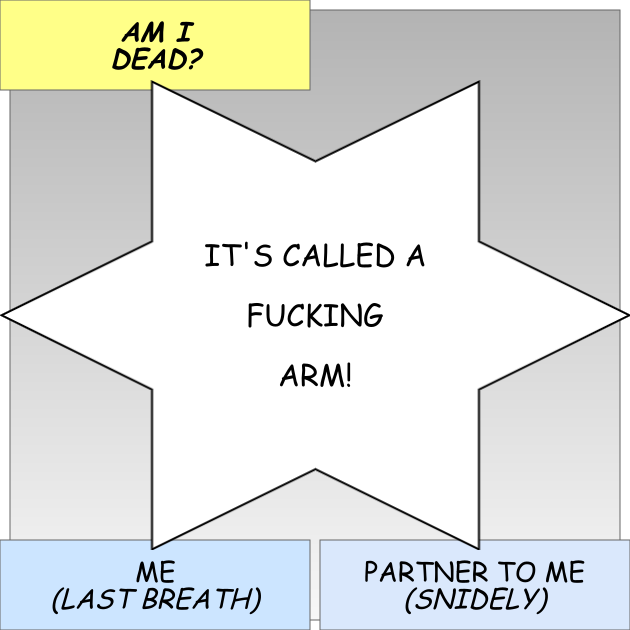 AM I
DEAD?
IT'S CALLED A
FUCKING
ARM!
ME
(LAST BREATH)
PARTNER TO ME
(SNIDELY)